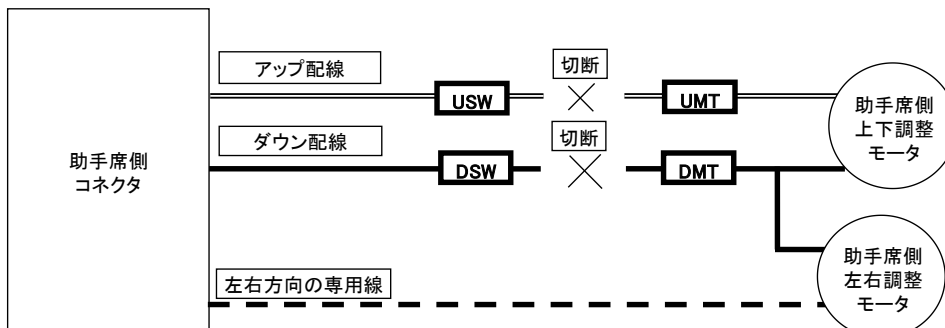 アップ配線
切断
USW
UMT
助手席側
上下調整
モータ
ダウン配線
切断
助手席側
コネクタ
DSW
DMT
左右方向の専用線
助手席側
左右調整
モータ